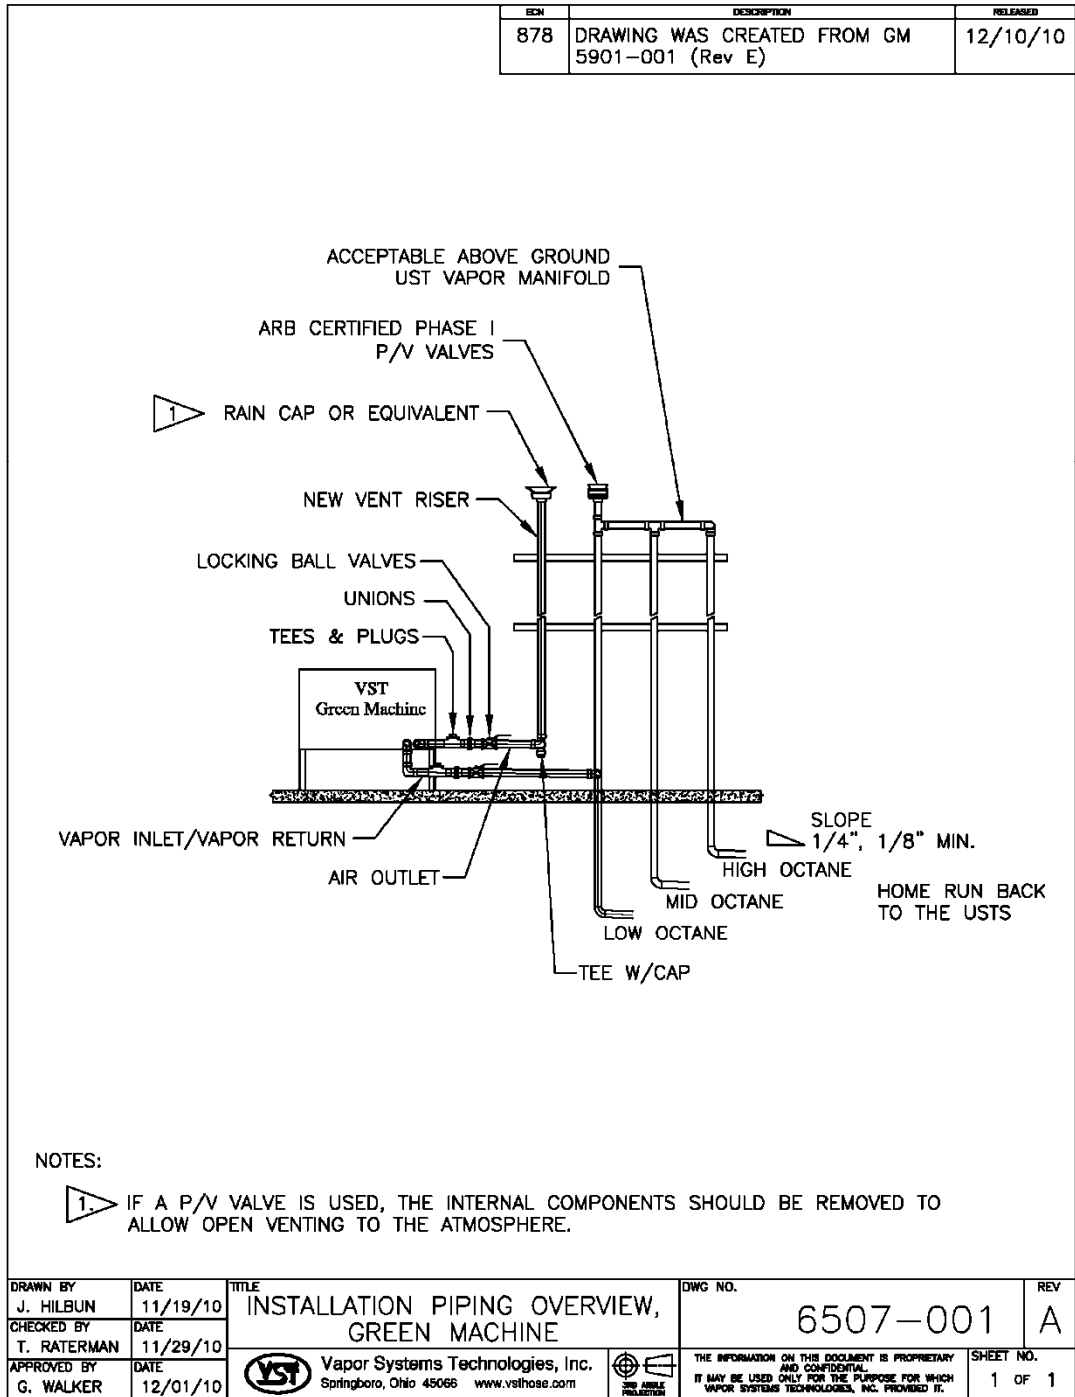 ECN DESCRIPTION RELEASED
878 DRAWING WAS CREATED FROM GM 12/10/10
5901-001 (Rev E)
ACCEPTABLE ABOVE GROUND
UST VAPOR MANIFOLD
ARB CERTIFIED PHASE I
P/V VALVES
1 RAIN CAP OR EQUIVALENT
NEW VENT RISER
LOCKING BALL VALVES
UNIONS
TEES & PLUGS
VST
Green Machine
VAPOR INLET/VAPOR RETURN
AIR OUTLET
SLOPE
1/4", 1/8" MIN.
HIGH OCTANE
MID OCTANE
LOW OCTANE
HOME RUN BACK
TO THE USTS
TEE W/CAP
NOTES:
1. IF A P/V VALVE IS USED, THE INTERNAL COMPONENTS SHOULD BE REMOVED TO
ALLOW OPEN VENTING TO THE ATMOSPHERE.
DRAWN BY DATE
J. HILBUN 11/19/10
CHECKED BY DATE
T. RATERMAN 11/29/10
APPROVED BY DATE
G. WALKER 12/01/10
TITLE
INSTALLATION PIPING OVERVIEW,
GREEN MACHINE
VST
Vapor Systems Technologies, Inc.
Springboro, Ohio 45066 www.vsthose.com
3RD ANGLE
PROJECTION
DWG NO.
6507-001
REV
A
THE INFORMATION ON THIS DOCUMENT IS PROPRIETARY
AND CONFIDENTIAL.
IT MAY BE USED ONLY FOR THE PURPOSE FOR WHICH
VAPOR SYSTEMS TECHNOLOGIES, INC. PROVIDED IT.
SHEET NO.
1 OF 1